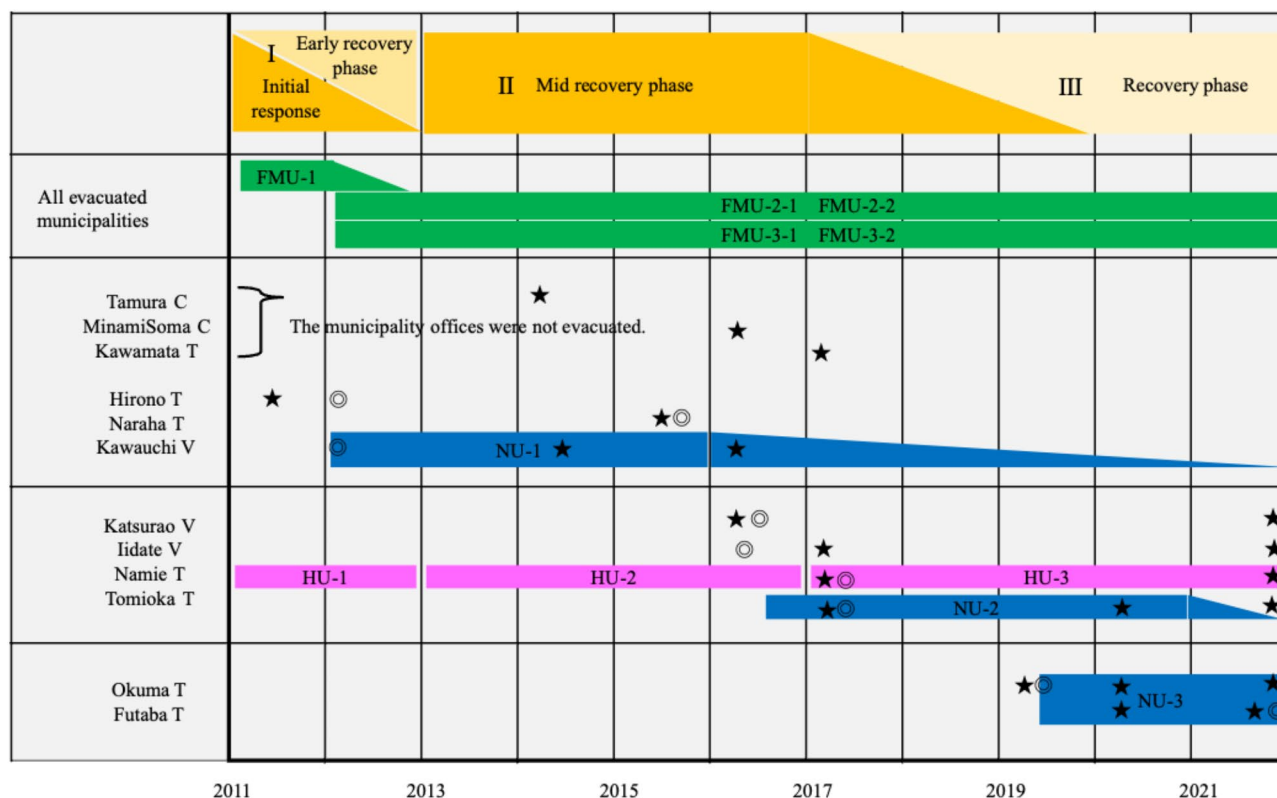 I Early recovery
phase
Initial
response
II Mid recovery phase
III Recovery phase
All evacuated
municipalities
FMU-1
FMU-2-1 FMU-2-2
FMU-3-1 FMU-3-2
Tamura C
MinamiSoma C
Kawamata T
The municipality offices were not evacuated.
Hirono T
Naraha T
Kawauchi V
NU-1
Katsurao V
Iidate V
Namie T
Tomioka T
HU-1 HU-2 HU-3
NU-2
Okuma T
Futaba T
NU-3
2011 2013 2015 2017 2019 2021